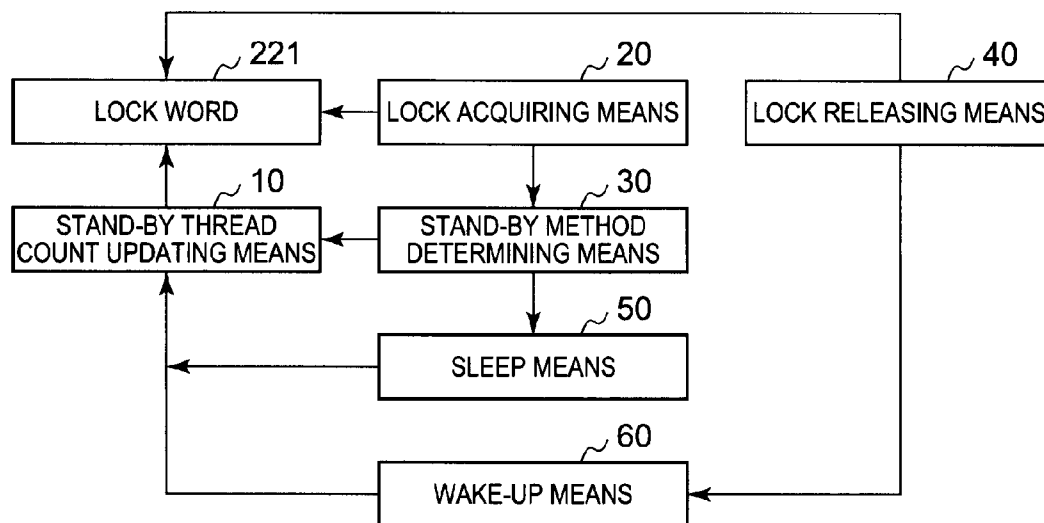 221
LOCK WORD
20
LOCK ACQUIRING MEANS
40
LOCK RELEASING MEANS
10
STAND-BY THREAD
COUNT UPDATING MEANS
30
STAND-BY METHOD
DETERMINING MEANS
50
SLEEP MEANS
60
WAKE-UP MEANS